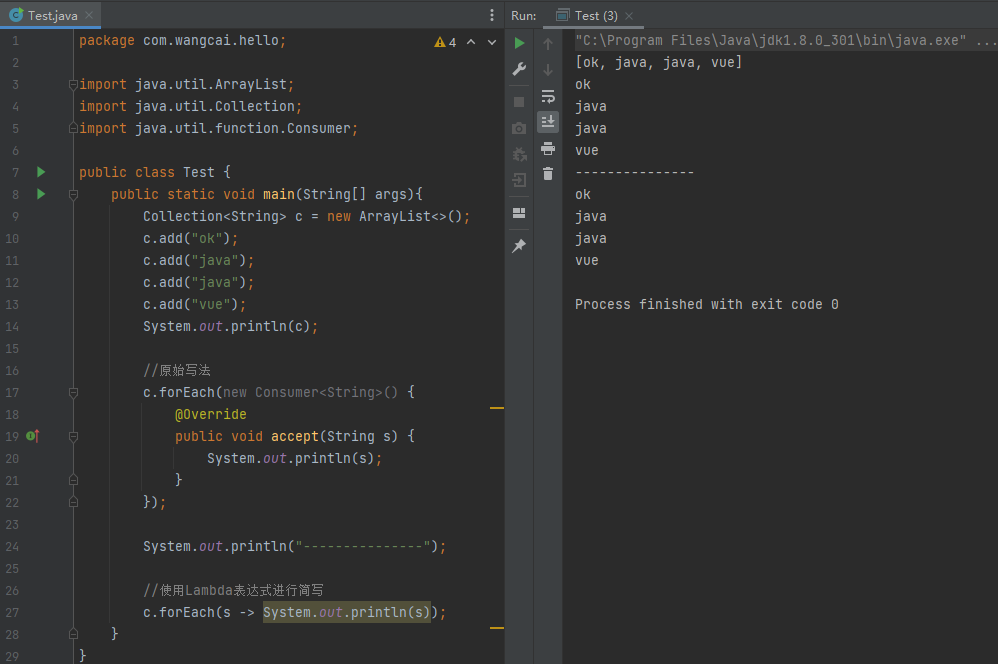 Test.java
1 package com.wangcai.hello;
4
2
3 import java.util.ArrayList;
4 import java.util.Collection;
5 import java.util.function.Consumer;
6
7 public class Test {
8 public static void main(String[] args){
9 Collection<String> c = new ArrayList<>();
10 c.add("ok");
11 c.add("java");
12 c.add("java");
13 c.add("vue");
14 System.out.println(c);
15
16 //原始写法
17 c.forEach(new Consumer<String>() {
18 @Override
19 public void accept(String s) {
20 System.out.println(s);
21 }
22 });
23
24 System.out.println("---------------");
25
26 //使用Lambda表达式进行简写
27 c.forEach(s -> System.out.println(s));
28 }
29 }
Run: Test (3)
"C:\Program Files\Java\jdk1.8.0_301\bin\java.exe" ...
[ok, java, java, vue]
ok
java
java
vue
---------------
ok
java
java
vue
Process finished with exit code 0